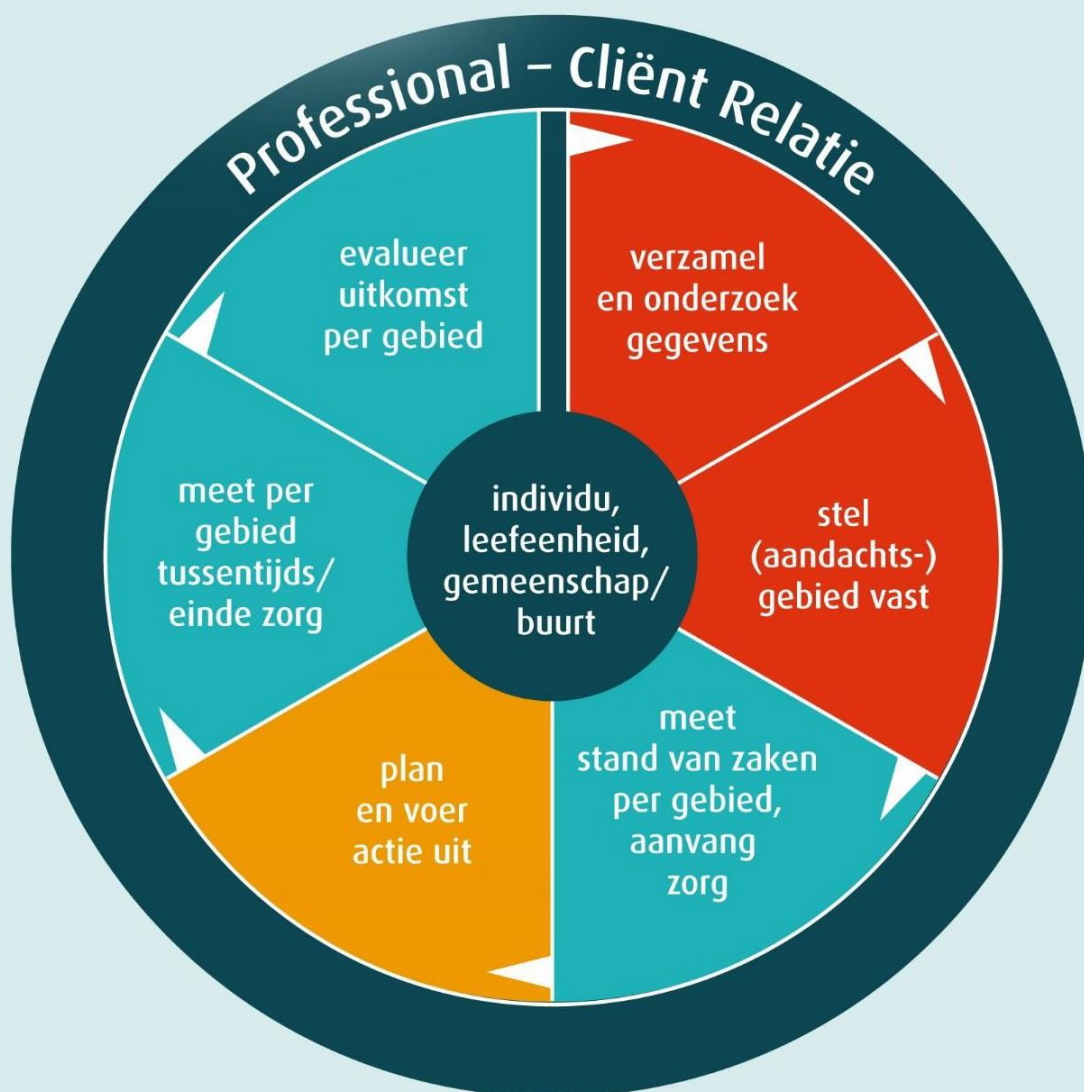 Professional – Cliënt Relatie
verzamel
en onderzoek
gegevens
stel
(aandachts-)
gebied vast
meet
stand van zaken
per gebied,
aanvang
zorg
plan
en voer
actie uit
meet per
gebied
tussentijds/
einde zorg
evalueer
uitkomst
per gebied
individu,
leefeenheid,
gemeenschap/
buurt